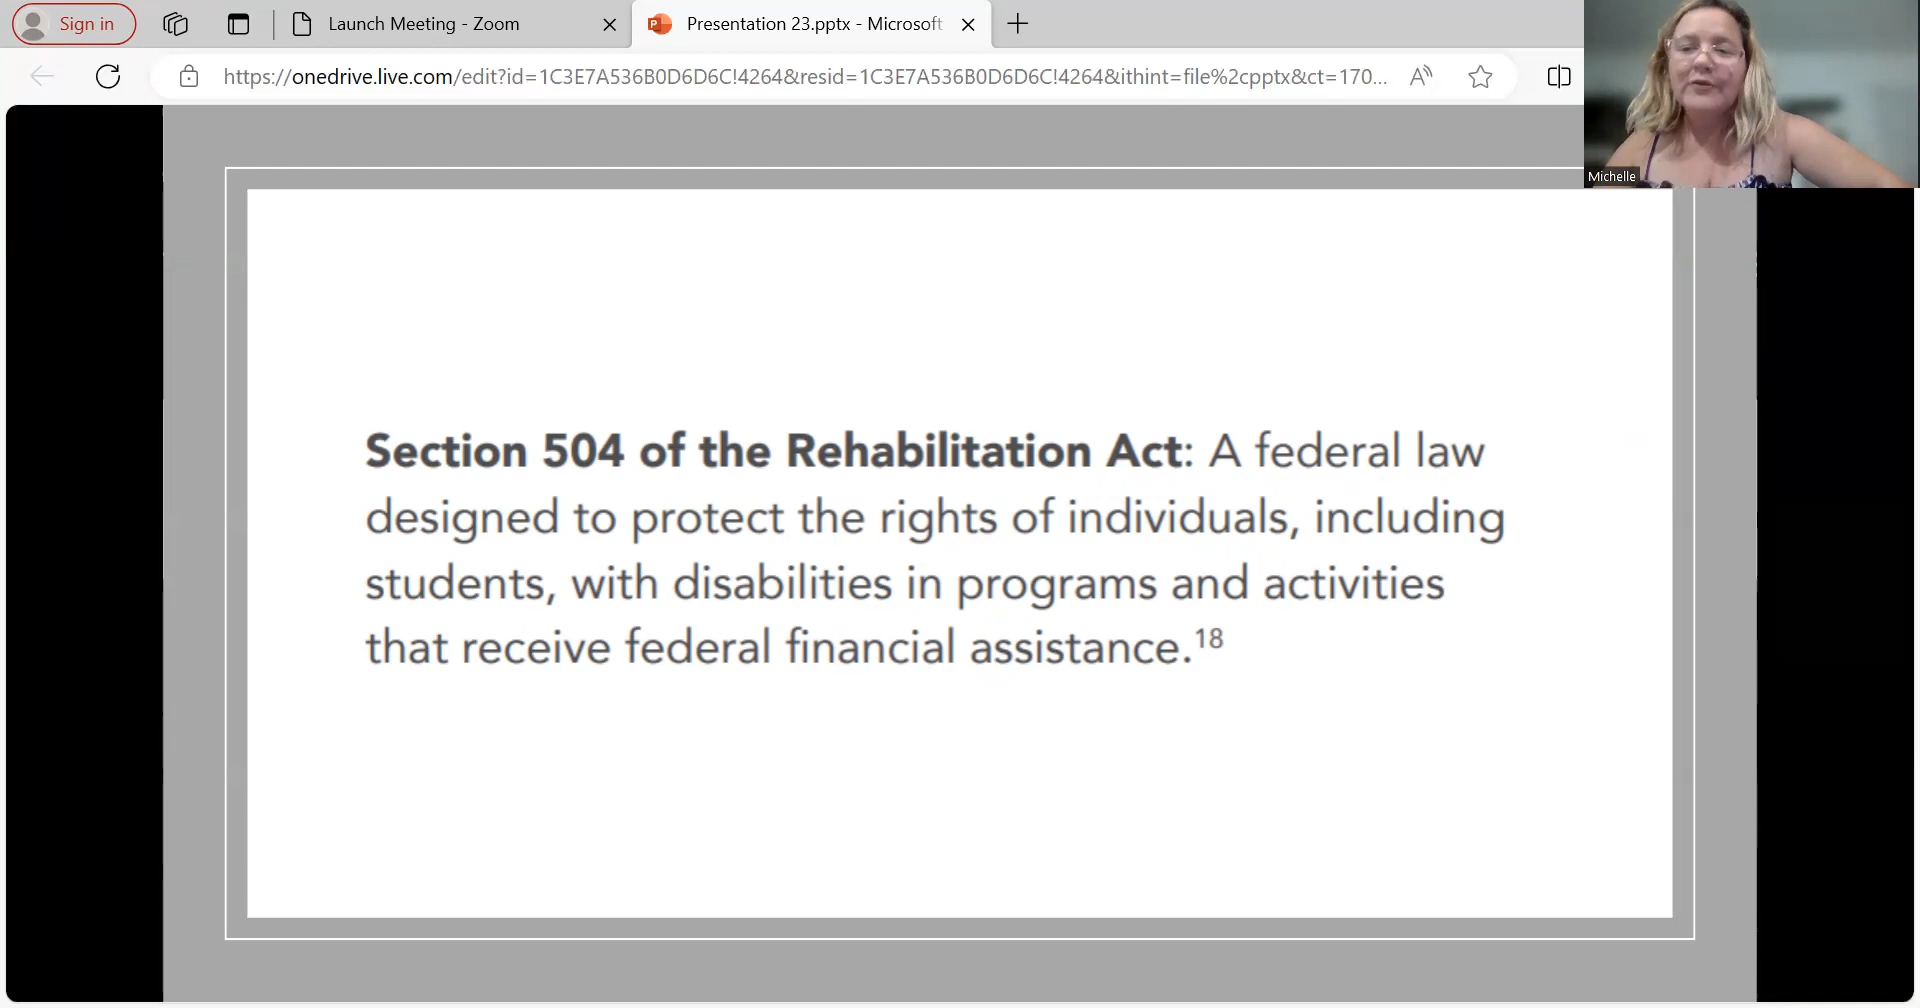 Sign in
Launch Meeting - Zoom
Presentation 23.pptx - Microsoft
https://onedrive.live.com/edit?id=1C3E7A536B0D6D6C!4264&resid=1C3E7A536B0D6D6C!4264&ithint=file%2cpptx&ct=170...
Michelle
Section 504 of the Rehabilitation Act: A federal law
designed to protect the rights of individuals, including
students, with disabilities in programs and activities
that receive federal financial assistance.18